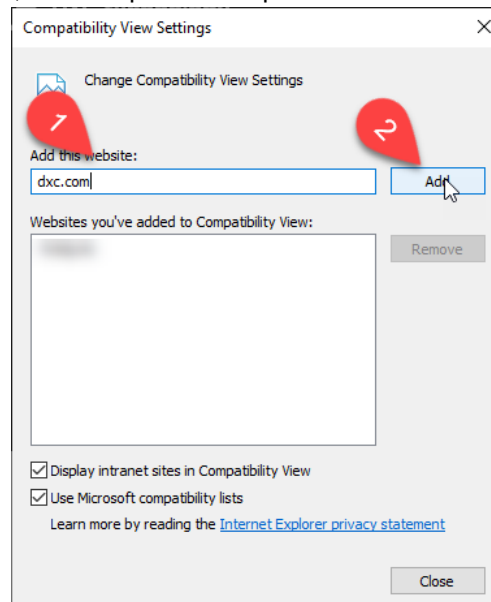 Compatibility View Settings
Change Compatibility View Settings
1
2
Add this website:
dxc.com
Add
Websites you've added to Compatibility View:
Remove
Display intranet sites in Compatibility View
Use Microsoft compatibility lists
Learn more by reading the Internet Explorer privacy statement
Close